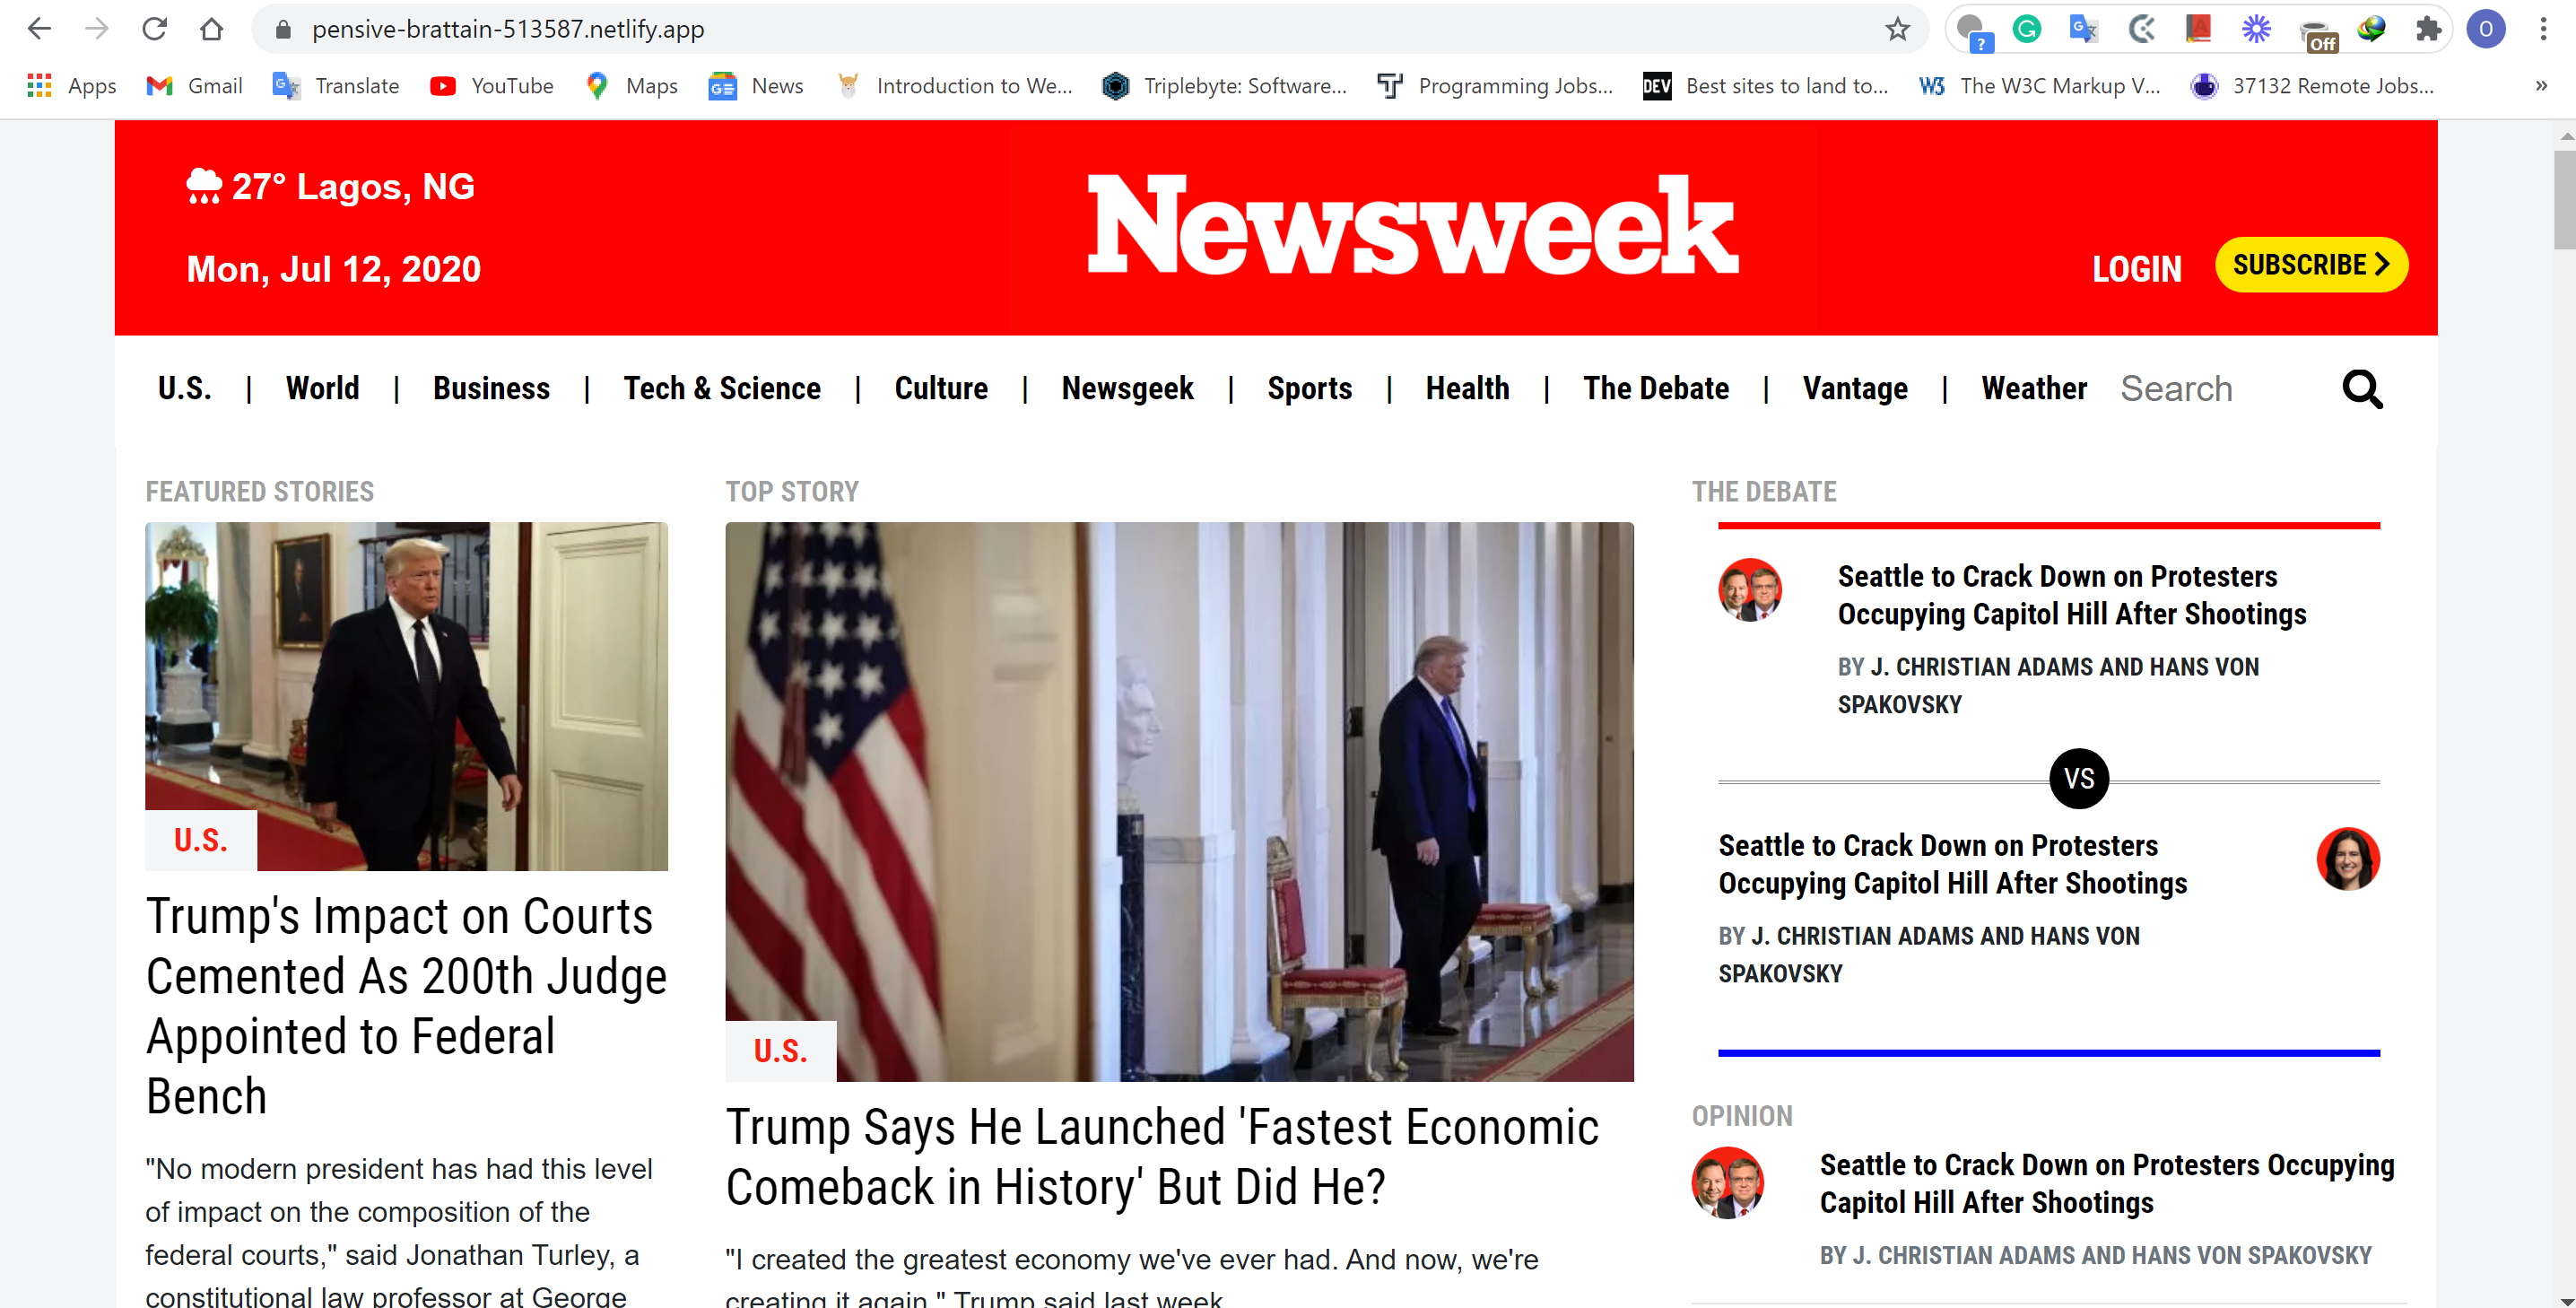 pensive-brattain-513587.netlify.app
?
Off
O
Apps
Gmail
Translate
YouTube
Maps
News
Introduction to We...
Triplebyte: Software...
Programming Jobs...
DEV
Best sites to land to...
W3
The W3C Markup V...
37132 Remote Jobs...
»
27° Lagos, NG
Mon, Jul 12, 2020
Newsweek
LOGIN
SUBSCRIBE
U.S. | World | Business | Tech & Science | Culture | Newsgeek | Sports | Health | The Debate | Vantage | Weather
Search
FEATURED STORIES
U.S.
Trump's Impact on Courts
Cemented As 200th Judge
Appointed to Federal
Bench
"No modern president has had this level
of impact on the composition of the
federal courts," said Jonathan Turley, a
constitutional law professor at George
TOP STORY
U.S.
Trump Says He Launched 'Fastest Economic
Comeback in History' But Did He?
"I created the greatest economy we've ever had. And now, we're
creating it again," Trump said last week.
THE DEBATE
Seattle to Crack Down on Protesters
Occupying Capitol Hill After Shootings
BY J. CHRISTIAN ADAMS AND HANS VON
SPAKOVSKY
VS
Seattle to Crack Down on Protesters
Occupying Capitol Hill After Shootings
BY J. CHRISTIAN ADAMS AND HANS VON
SPAKOVSKY
OPINION
Seattle to Crack Down on Protesters Occupying
Capitol Hill After Shootings
BY J. CHRISTIAN ADAMS AND HANS VON SPAKOVSKY